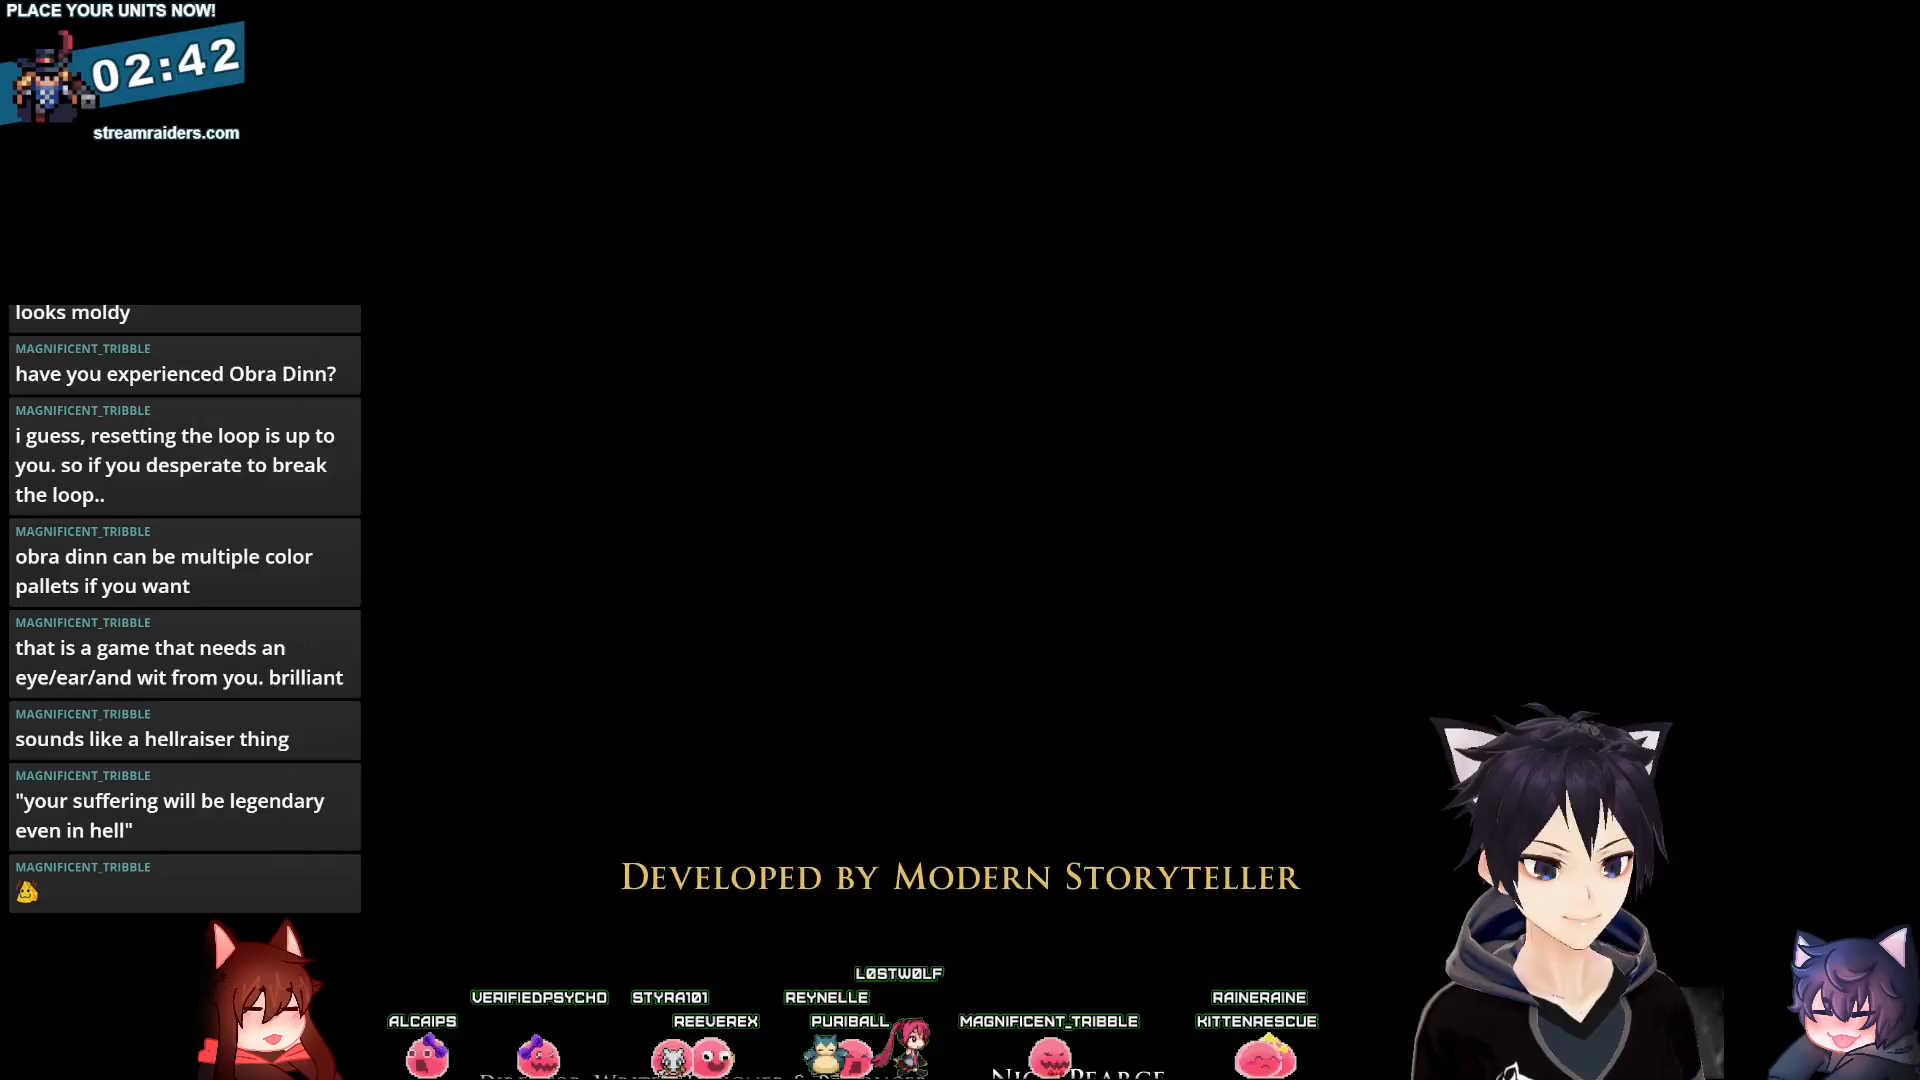 PLACE YOUR UNITS NOW!
02:42
streamraiders.com
looks moldy
MAGNIFICENT_TRIBBLE
have you experienced Obra Dinn?
MAGNIFICENT_TRIBBLE
i guess, resetting the loop is up to
you. so if you desperate to break
the loop..
MAGNIFICENT_TRIBBLE
obra dinn can be multiple color
pallets if you want
MAGNIFICENT_TRIBBLE
that is a game that needs an
eye/ear/and wit from you. brilliant
MAGNIFICENT_TRIBBLE
sounds like a hellraiser thing
MAGNIFICENT_TRIBBLE
"your suffering will be legendary
even in hell"
MAGNIFICENT_TRIBBLE
Developed by Modern Storyteller
L0STW0LF
VERIFIEDPSYCHO STYRA101 REYNELLE RAINERAINE
ALCAIPS REEVEREX PURIBALL MAGNIFICENT_TRIBBLE KITTENRESCUE
Pearce